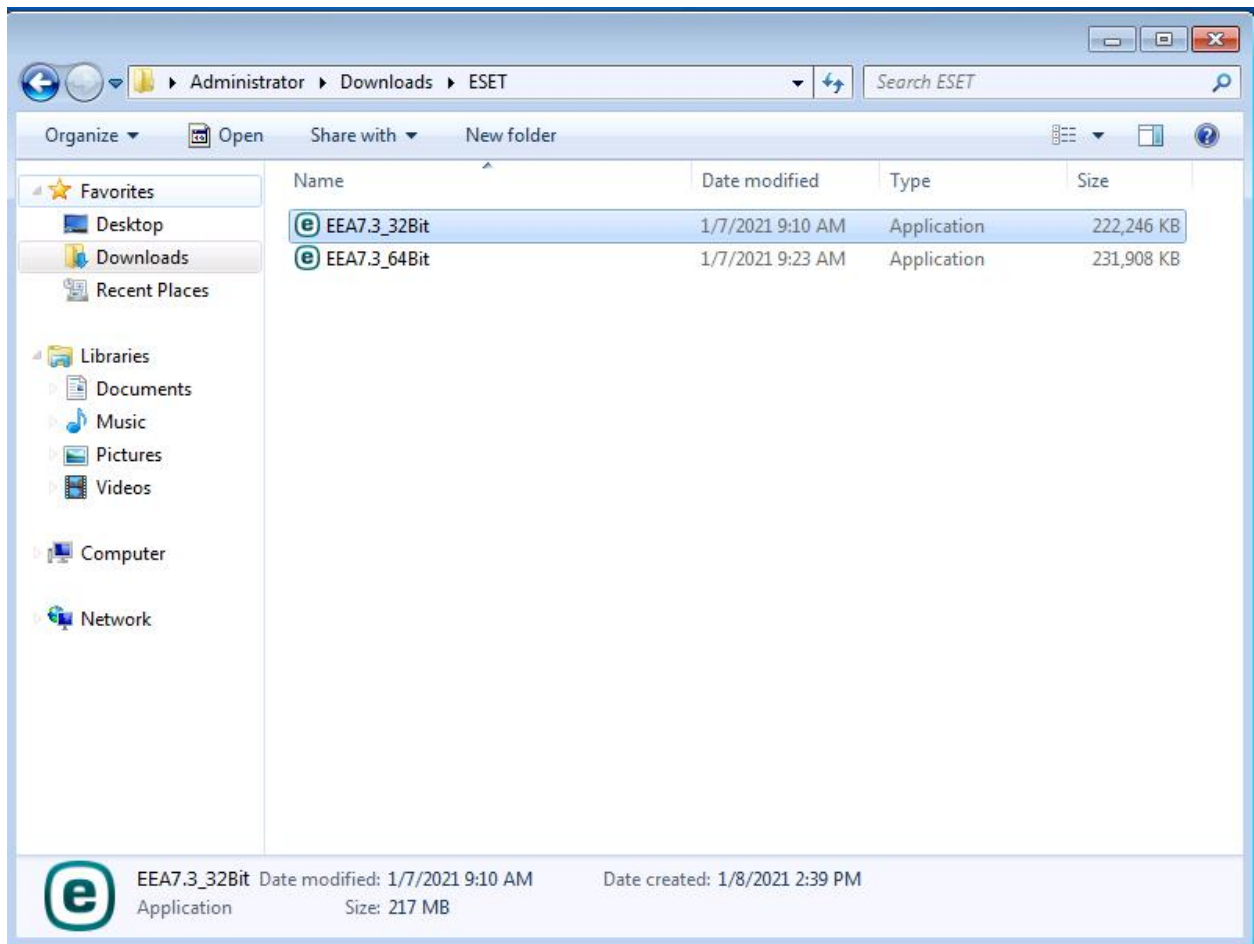 Administrator Downloads ESET Search ESET
Organize Open Share with New folder
Name Date modified Type Size
Favorites
Desktop
Downloads
Recent Places
Libraries
Documents
Music
Pictures
Videos
Computer
Network
EEA7.3_32Bit 1/7/2021 9:10 AM Application 222,246 KB
EEA7.3_64Bit 1/7/2021 9:23 AM Application 231,908 KB
EEA7.3_32Bit Date modified: 1/7/2021 9:10 AM Date created: 1/8/2021 2:39 PM
Application Size: 217 MB